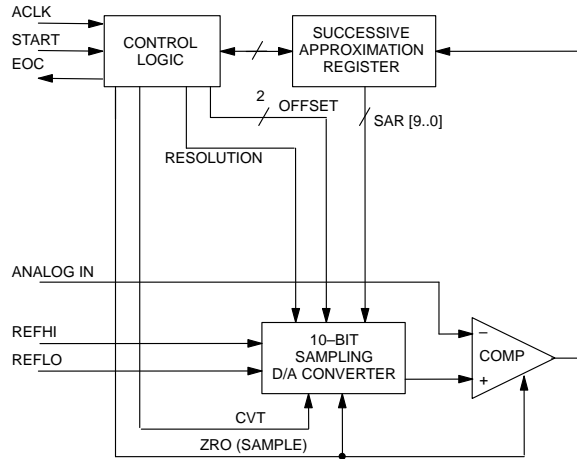 ACLK
START
EOC
CONTROL
LOGIC
SUCCESSIVE
APPROXIMATION
REGISTER
2
OFFSET
SAR [9..0]
RESOLUTION
ANALOG IN
REFHI
REFLO
10–BIT
SAMPLING
D/A CONVERTER
–
COMP
+
CVT
ZRO (SAMPLE)